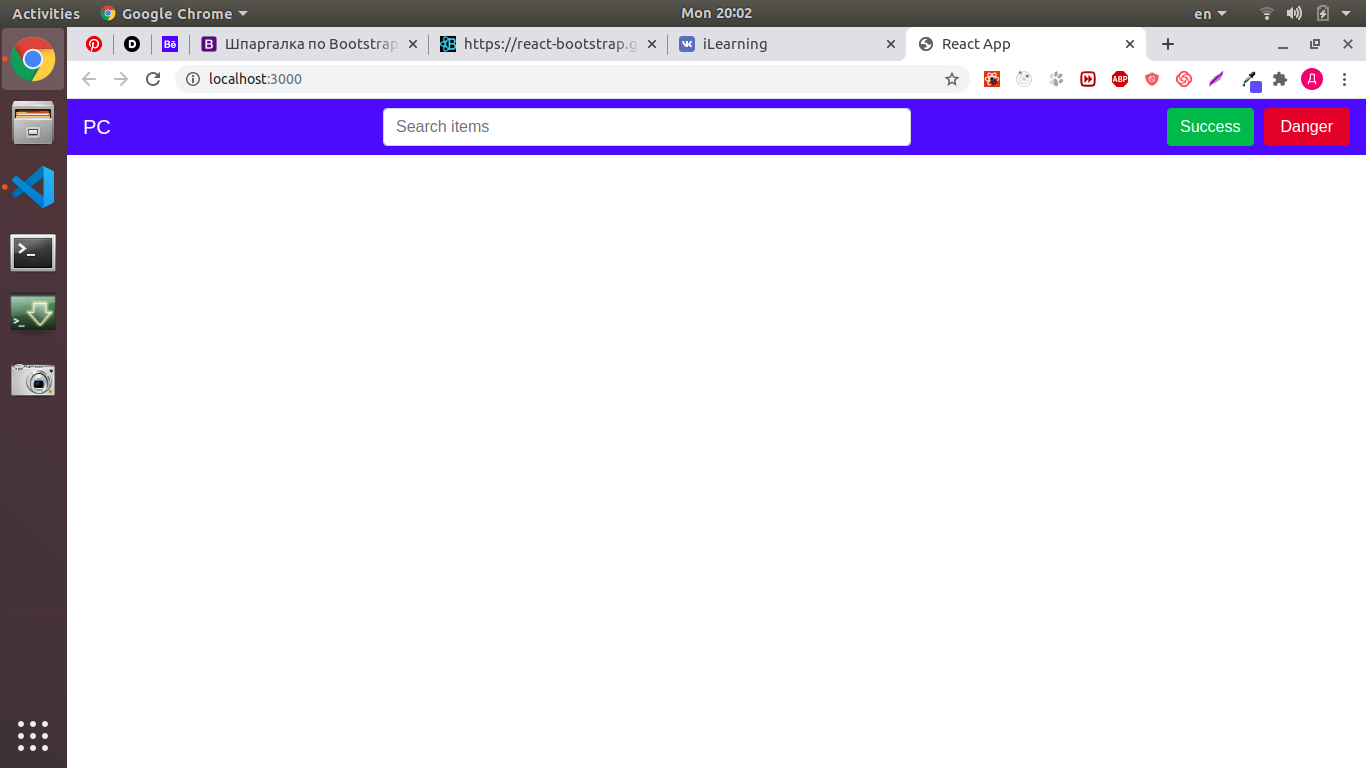 Activities Google Chrome Mon 20:02 en
Шпаргалка по Bootstrap https://react-bootstrap.g iLearning React App
localhost:3000 ABP Д
PC Search items Success Danger